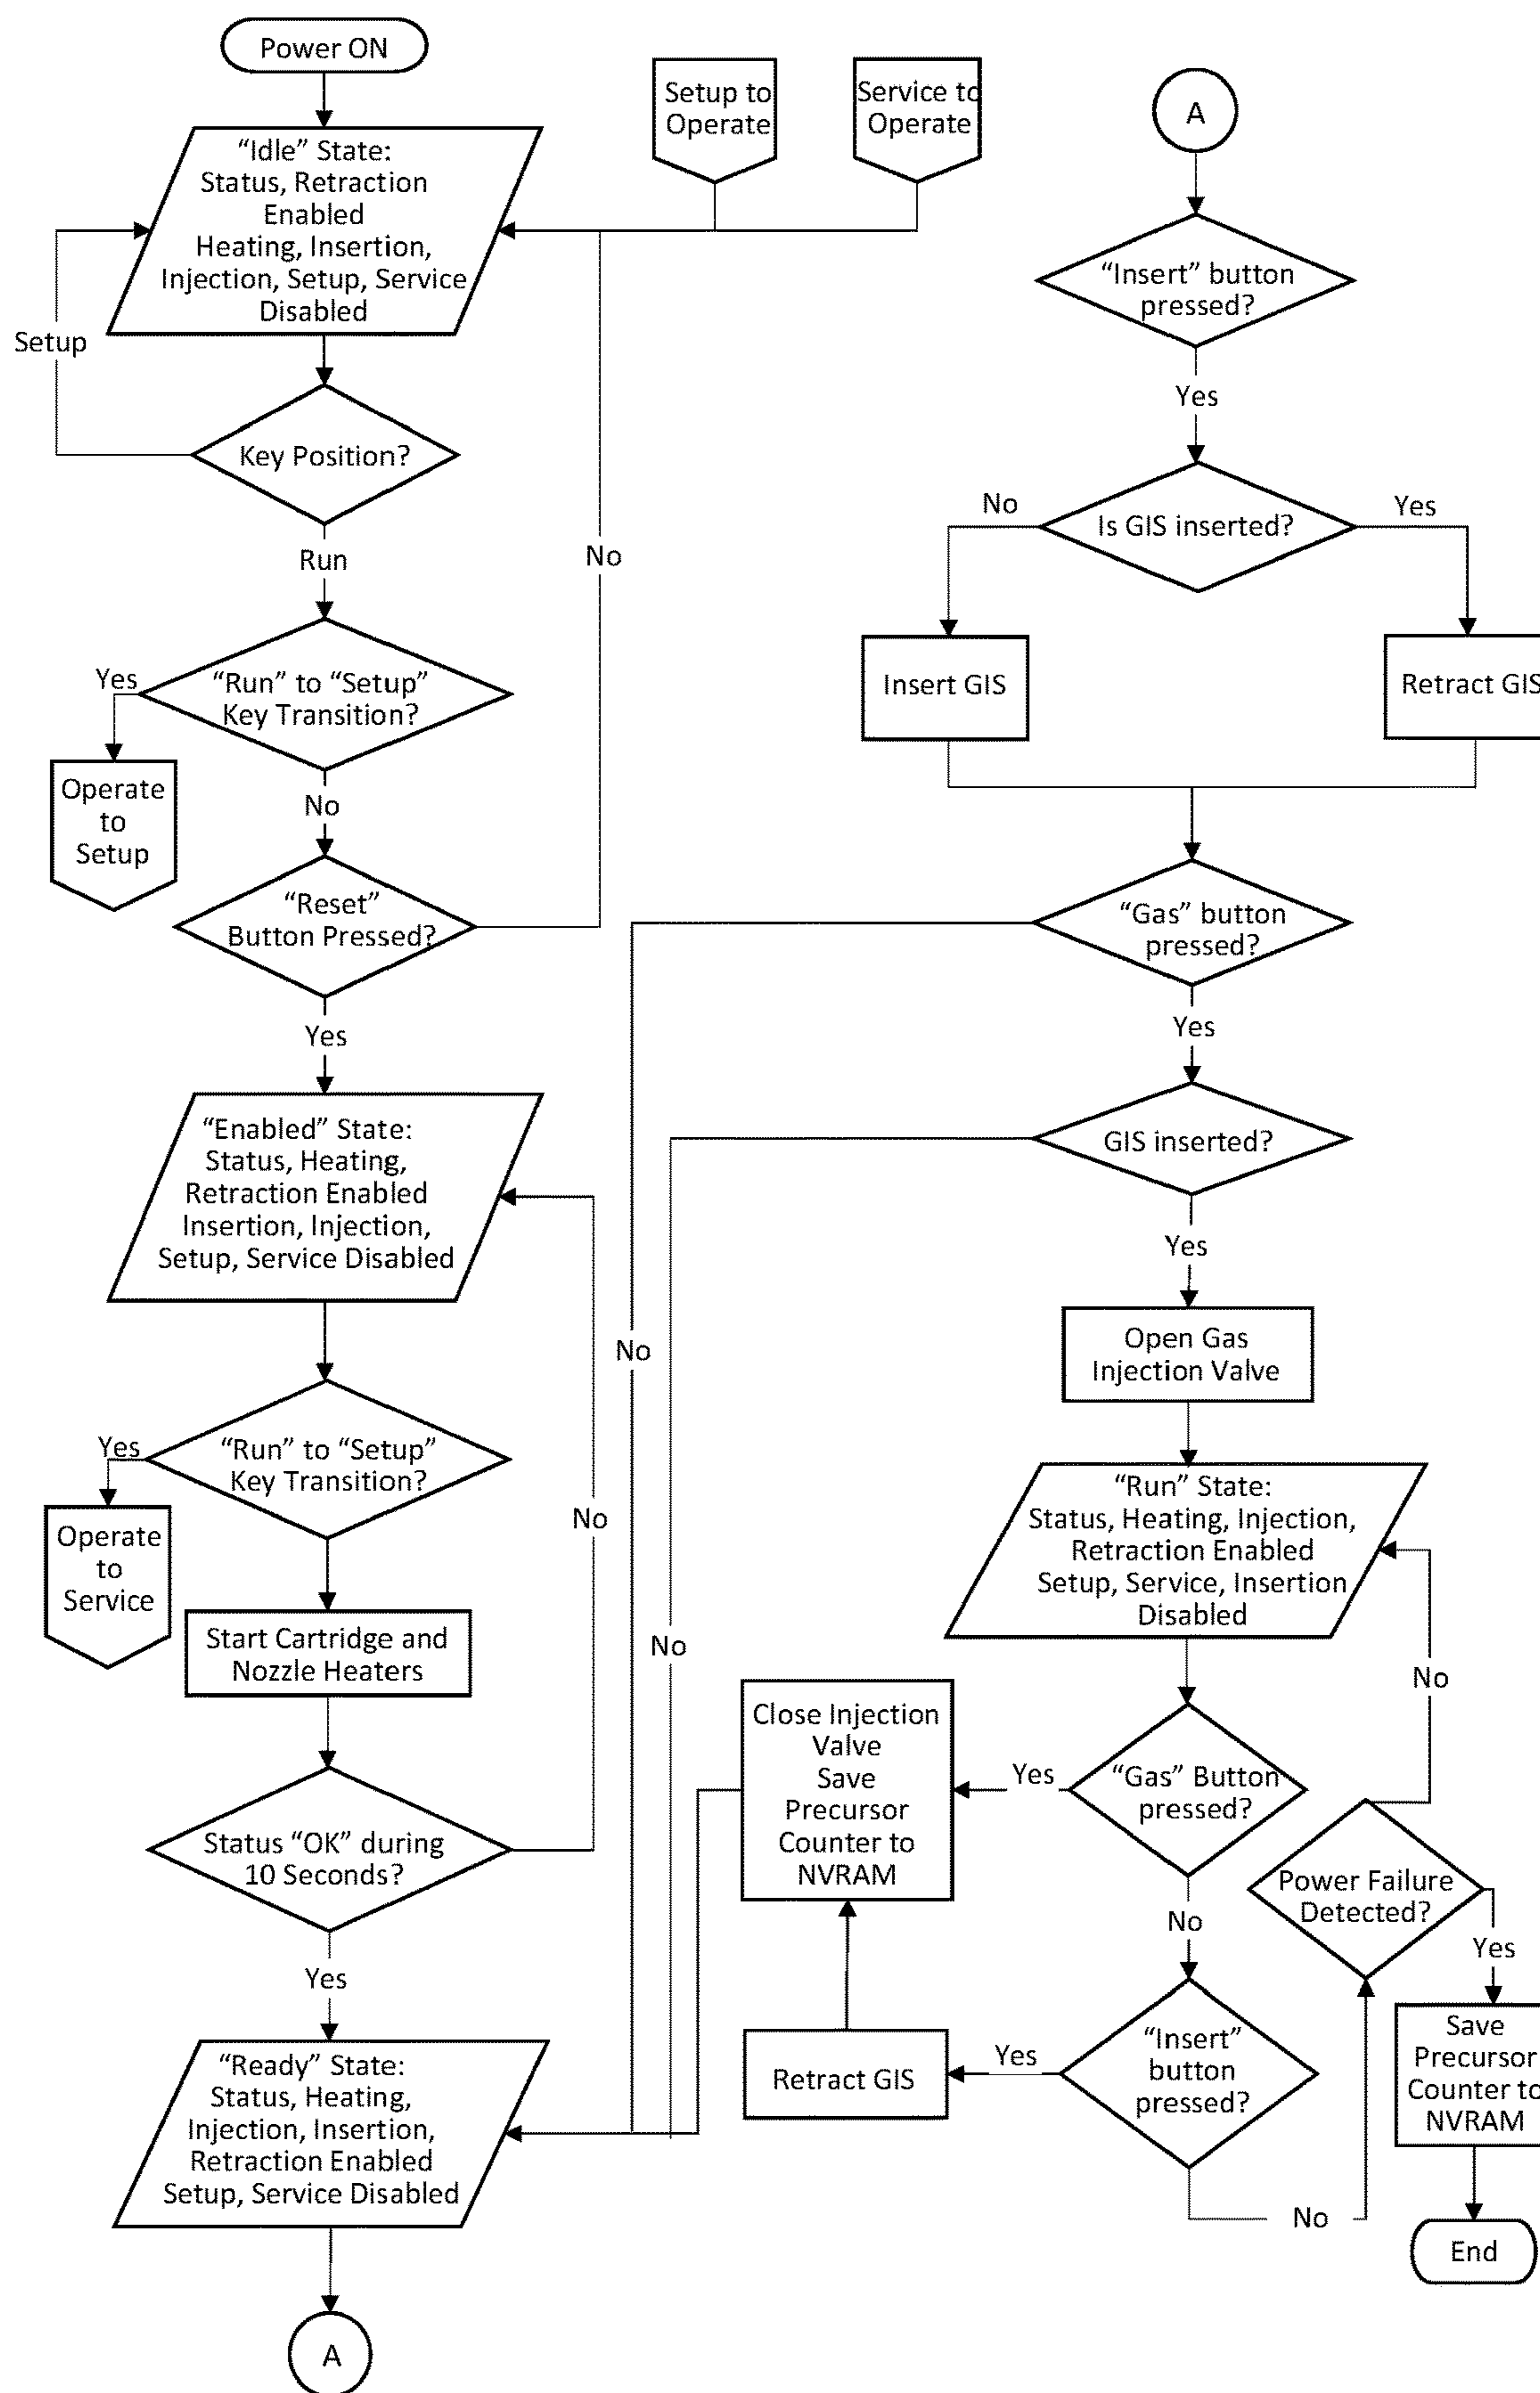 Power ON
“Idle” State:
Status, Retraction
Enabled
Heating, Insertion,
Injection, Setup, Service
Disabled
Setup
Key Position?
Run
“Run” to “Setup”
Key Transition?
Yes
Operate
to
Setup
No
“Reset”
Button Pressed?
No
Yes
“Enabled” State:
Status, Heating,
Retraction Enabled
Insertion, Injection,
Setup, Service Disabled
“Run” to “Setup”
Key Transition?
Yes
Operate
to
Service
Start Cartridge and
Nozzle Heaters
Status “OK” during
10 Seconds?
No
Yes
“Ready” State:
Status, Heating,
Injection, Insertion,
Retraction Enabled
Setup, Service Disabled
A
Setup to
Operate
Service to
Operate
A
“Insert” button
pressed?
Yes
Is GIS inserted?
No
Yes
Insert GIS
Retract GIS
“Gas” button
pressed?
No
Yes
GIS inserted?
No
Yes
Open Gas
Injection Valve
“Run” State:
Status, Heating, Injection,
Retraction Enabled
Setup, Service, Insertion
Disabled
“Gas” Button
pressed?
Yes
Close Injection
Valve
Save
Precursor
Counter to
NVRAM
No
“Insert”
button
pressed?
Yes
Retract GIS
No
Power Failure
Detected?
No
Yes
Save
Precursor
Counter to
NVRAM
End